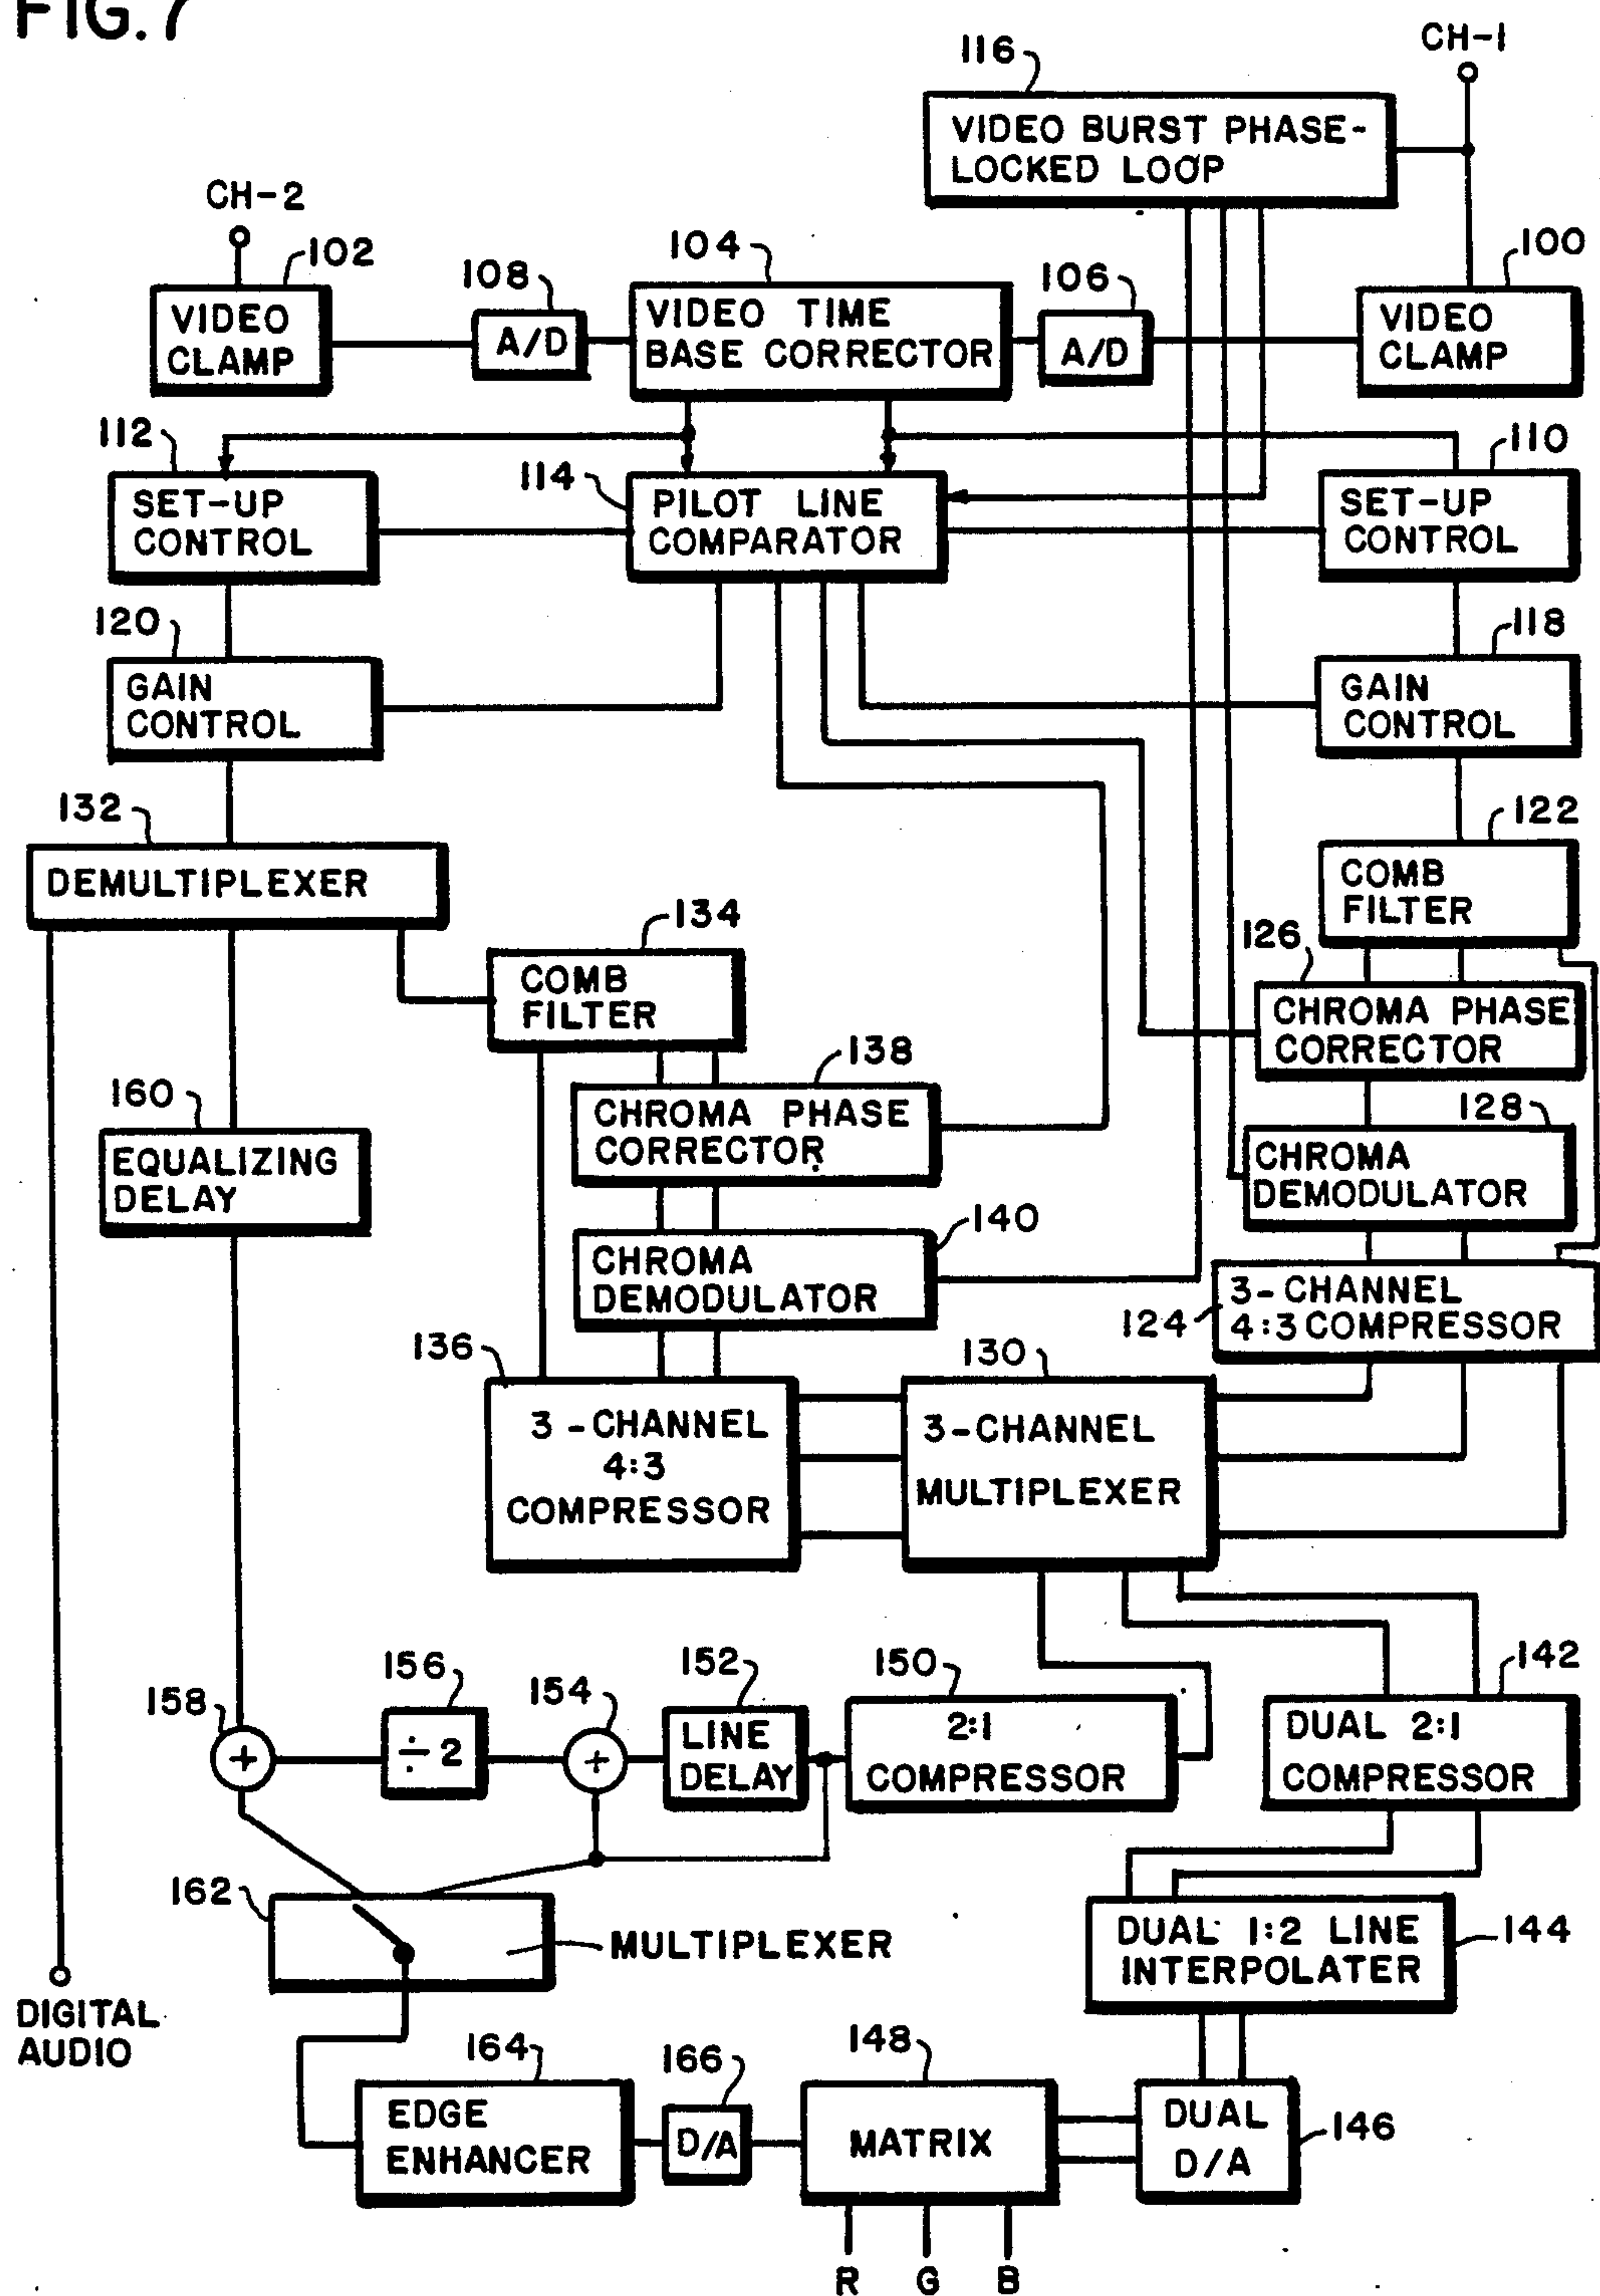 FIG. 7
CH-1
116
VIDEO BURST PHASE-
LOCKED LOOP
CH-2
102
108
104
106
100
VIDEO
CLAMP
A/D
VIDEO TIME
BASE CORRECTOR
A/D
VIDEO
CLAMP
112
114
110
SET-UP
CONTROL
PILOT LINE
COMPARATOR
SET-UP
CONTROL
120
118
GAIN
CONTROL
GAIN
CONTROL
132
122
DEMULTIPLEXER
COMB
FILTER
134
126
COMB
FILTER
CHROMA PHASE
CORRECTOR
138
160
CHROMA PHASE
CORRECTOR
128
EQUALIZING
DELAY
CHROMA
DEMODULATOR
140
CHROMA
DEMODULATOR
124
3-CHANNEL
4:3 COMPRESSOR
136
130
3-CHANNEL
4:3
COMPRESSOR
3-CHANNEL
MULTIPLEXER
158
156
154
152
150
142
+
÷2
+
LINE
DELAY
2:1
COMPRESSOR
DUAL 2:1
COMPRESSOR
162
MULTIPLEXER
DUAL 1:2 LINE
INTERPOLATER
144
DIGITAL
AUDIO
164
166
148
EDGE
ENHANCER
D/A
MATRIX
DUAL
D/A
146
R
G
B